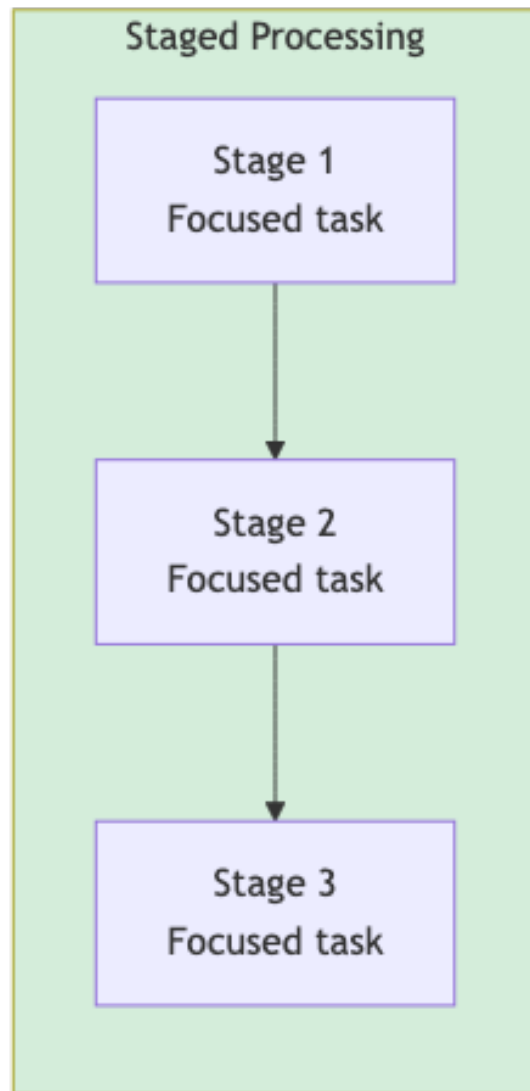 Staged Processing
Stage 1
Focused task
Stage 2
Focused task
Stage 3
Focused task